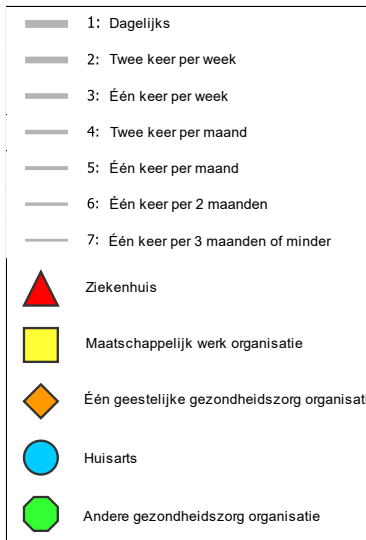 1: Dagelijks
2: Twee keer per week
3: Één keer per week
4: Twee keer per maand
5: Één keer per maand
6: Één keer per 2 maanden
7: Één keer per 3 maanden of minder
Ziekenhuis
Maatschappelijk werk organisatie
Één geestelijke gezondheidszorg organisati
Huisarts
Andere gezondheidszorg organisatie